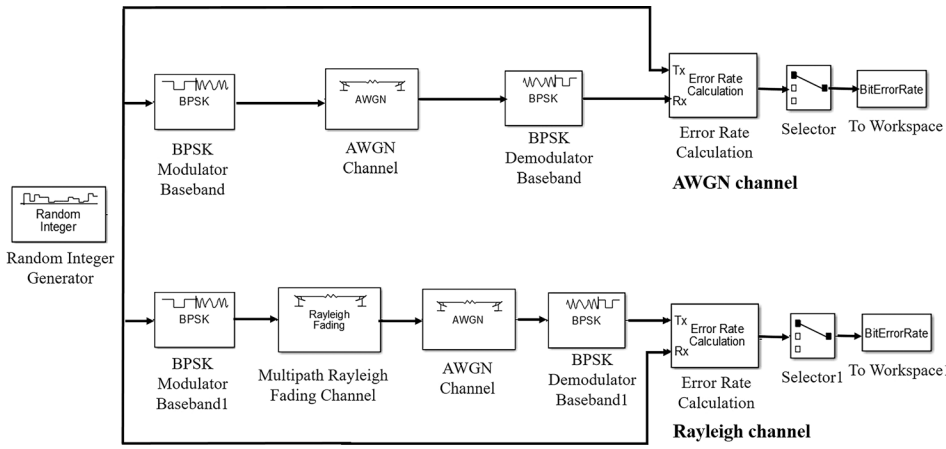 BPSK
BPSK
Modulator
Baseband
AWGN
AWGN
Channel
BPSK
BPSK
Demodulator
Baseband
Tx
Rx
Error Rate
Calculation
Error Rate
Calculation
AWGN channel
Selector
BitErrorRate
To Workspace
Random
Integer
Random Integer
Generator
BPSK
BPSK
Modulator
Baseband1
Rayleigh
Fading
Multipath Rayleigh
Fading Channel
AWGN
AWGN
Channel
BPSK
BPSK
Demodulator
Baseband1
Tx
Rx
Error Rate
Calculation
Error Rate
Calculation
Rayleigh channel
Selector1
BitErrorRate
To Workspace1